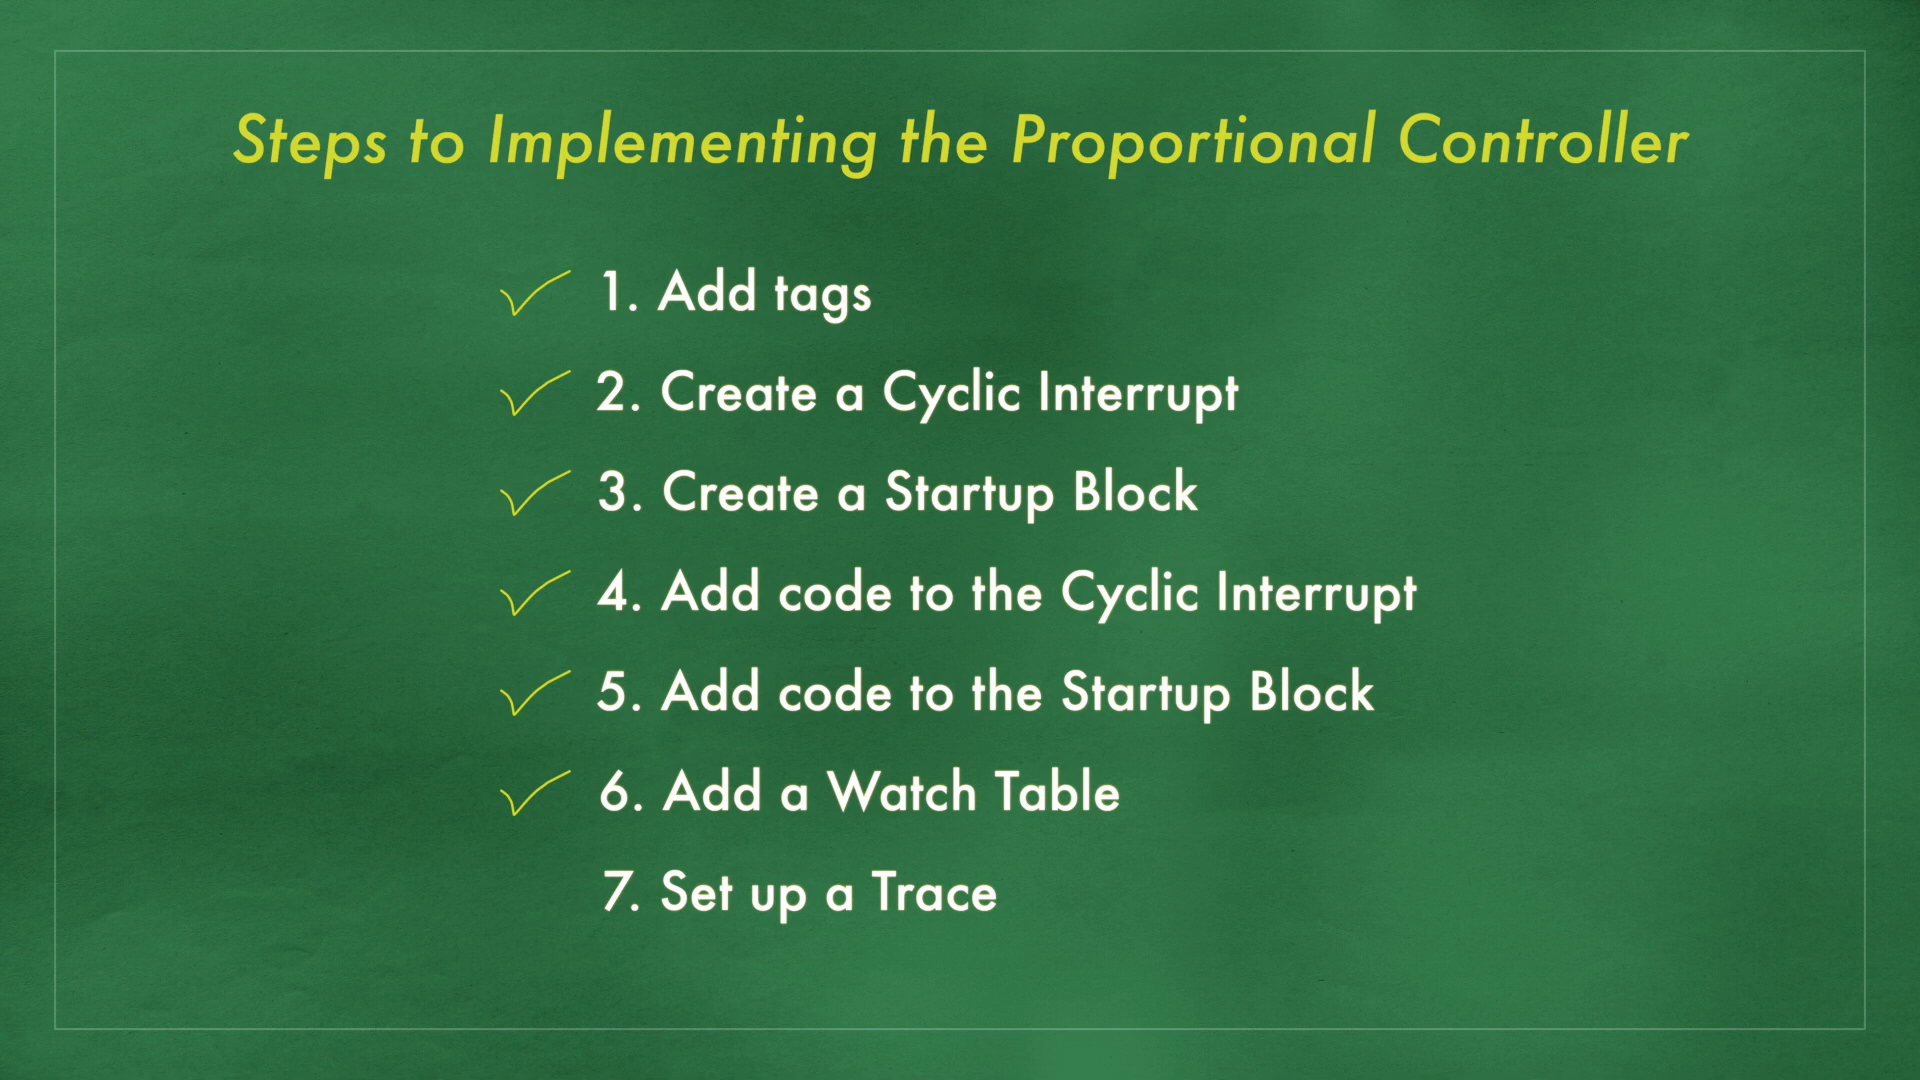 Steps to Implementing the Proportional Controller
1. Add tags
2. Create a Cyclic Interrupt
3. Create a Startup Block
4. Add code to the Cyclic Interrupt
5. Add code to the Startup Block
6. Add a Watch Table
7. Set up a Trace